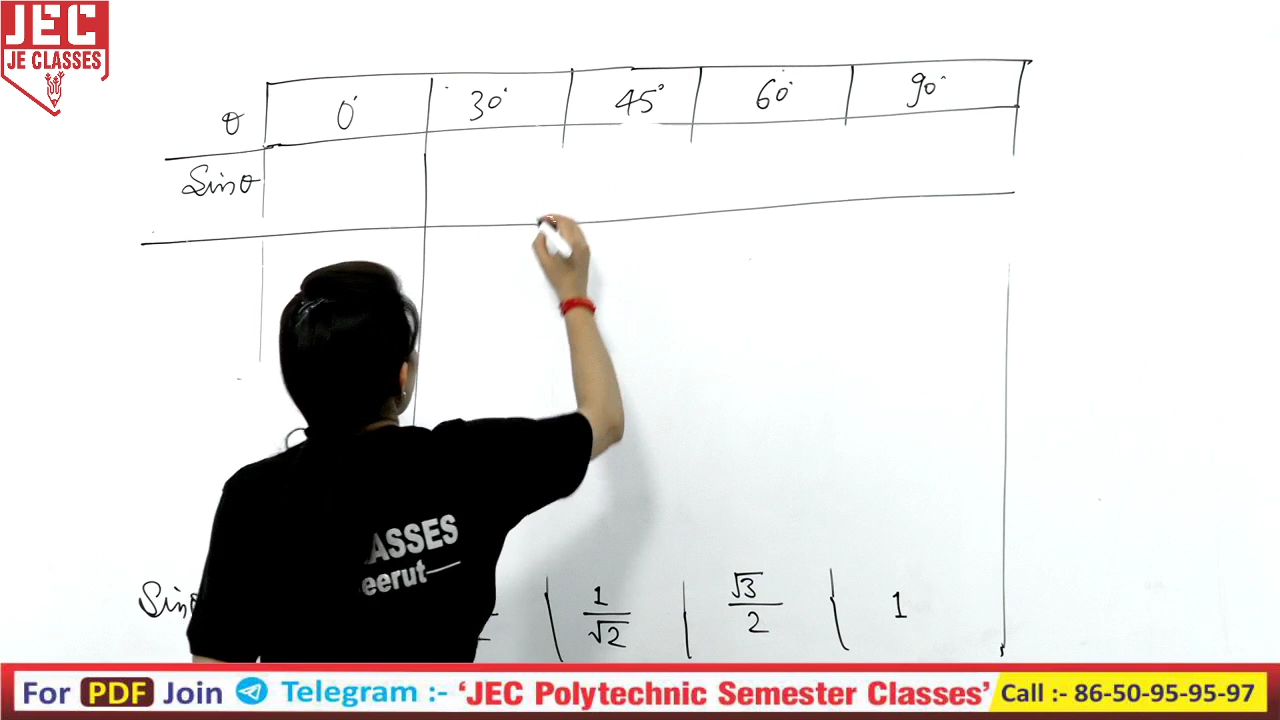 JEC
JE CLASSES
θ 0° 30° 45° 60° 90°
Sinθ
ASSES
eerut
Sinθ 1/√2 √3/2 1
For PDF Join Telegram :- ‘JEC Polytechnic Semester Classes’ Call :- 86-50-95-95-97